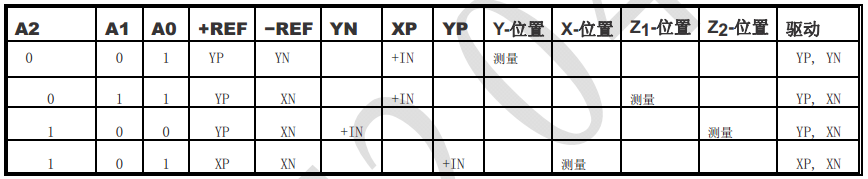 A2 A1 A0 +REF −REF YN XP YP Y-位置 X-位置 Z1-位置 Z2-位置 驱动
0 0 1 YP YN +IN 测量 YP, YN
0 1 1 YP XN +IN 测量 YP, XN
1 0 0 YP XN +IN 测量 YP, XN
1 0 1 XP XN +IN 测量 XP, XN